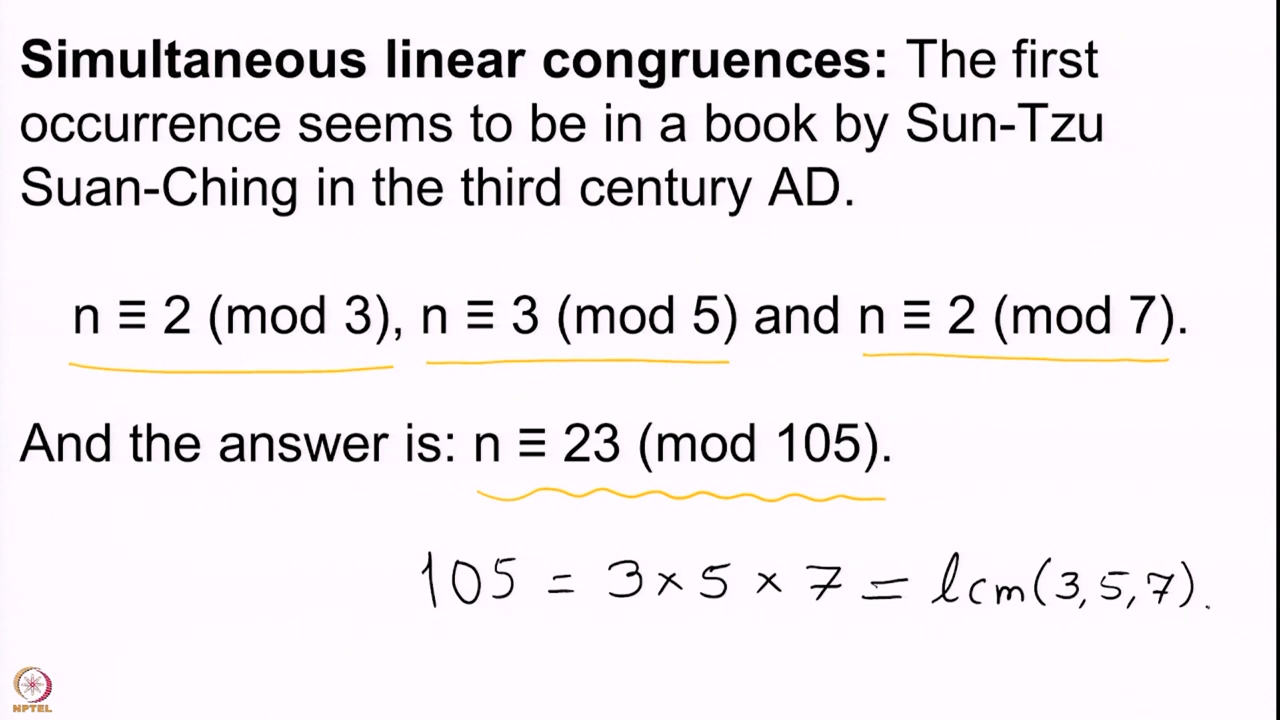 Simultaneous linear congruences: The first
occurrence seems to be in a book by Sun-Tzu
Suan-Ching in the third century AD.
n ≡ 2 (mod 3), n ≡ 3 (mod 5) and n ≡ 2 (mod 7).
And the answer is: n ≡ 23 (mod 105).
105 = 3 × 5 × 7 = lcm(3,5,7).
NPTEL